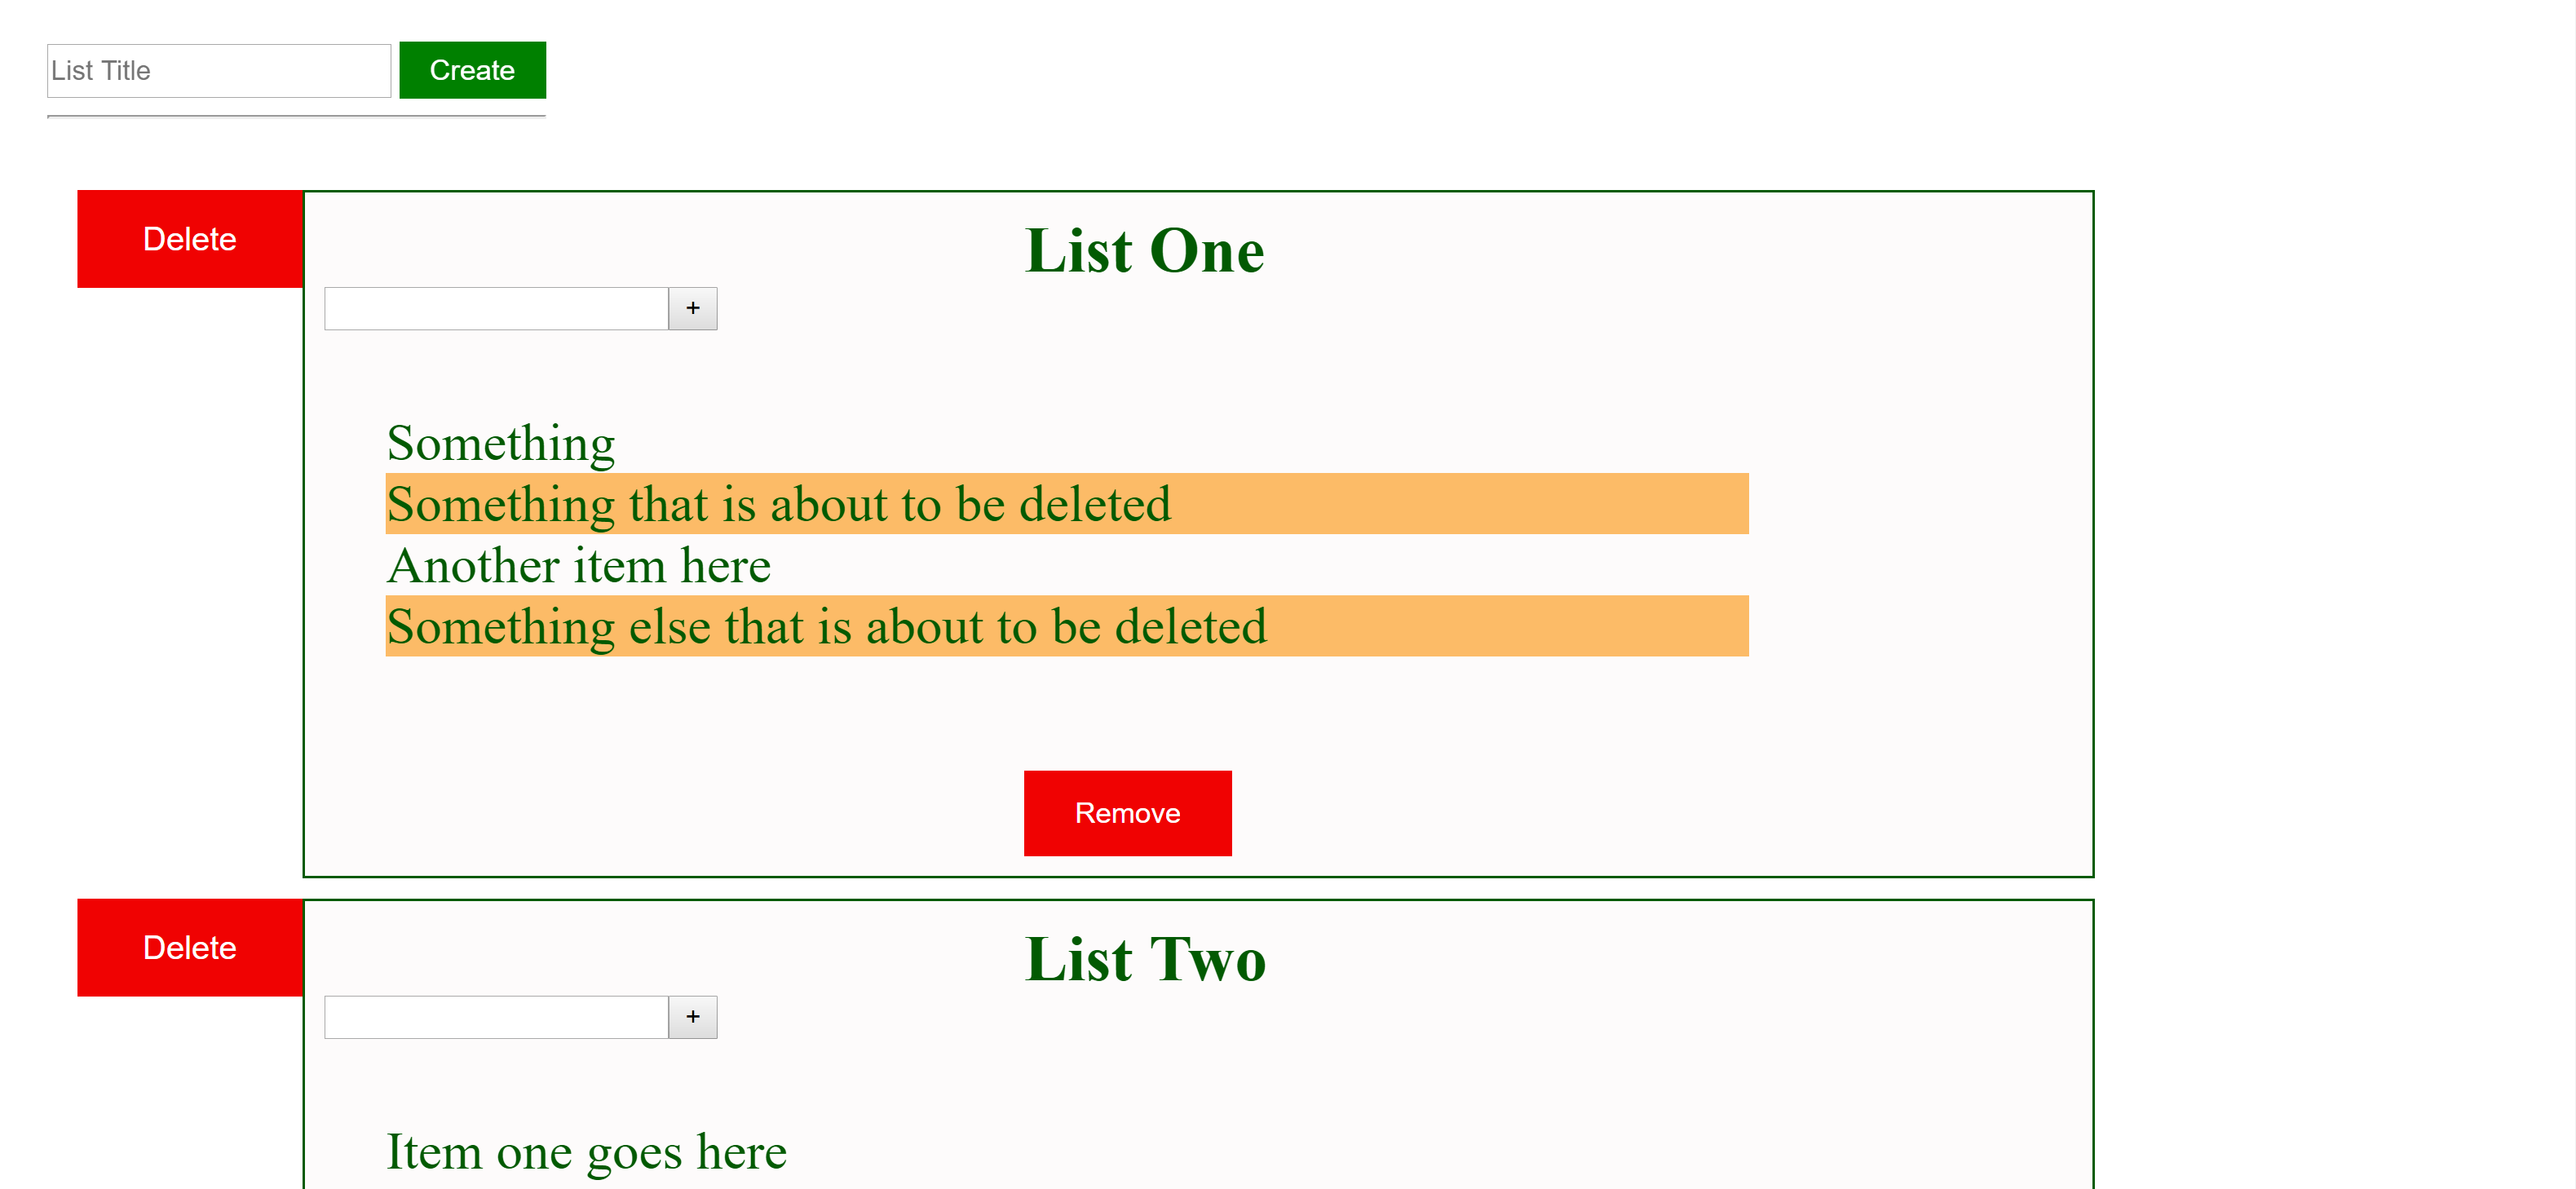 List Title Create
Delete
List One
+
Something
Something that is about to be deleted
Another item here
Something else that is about to be deleted
Remove
Delete
List Two
+
Item one goes here